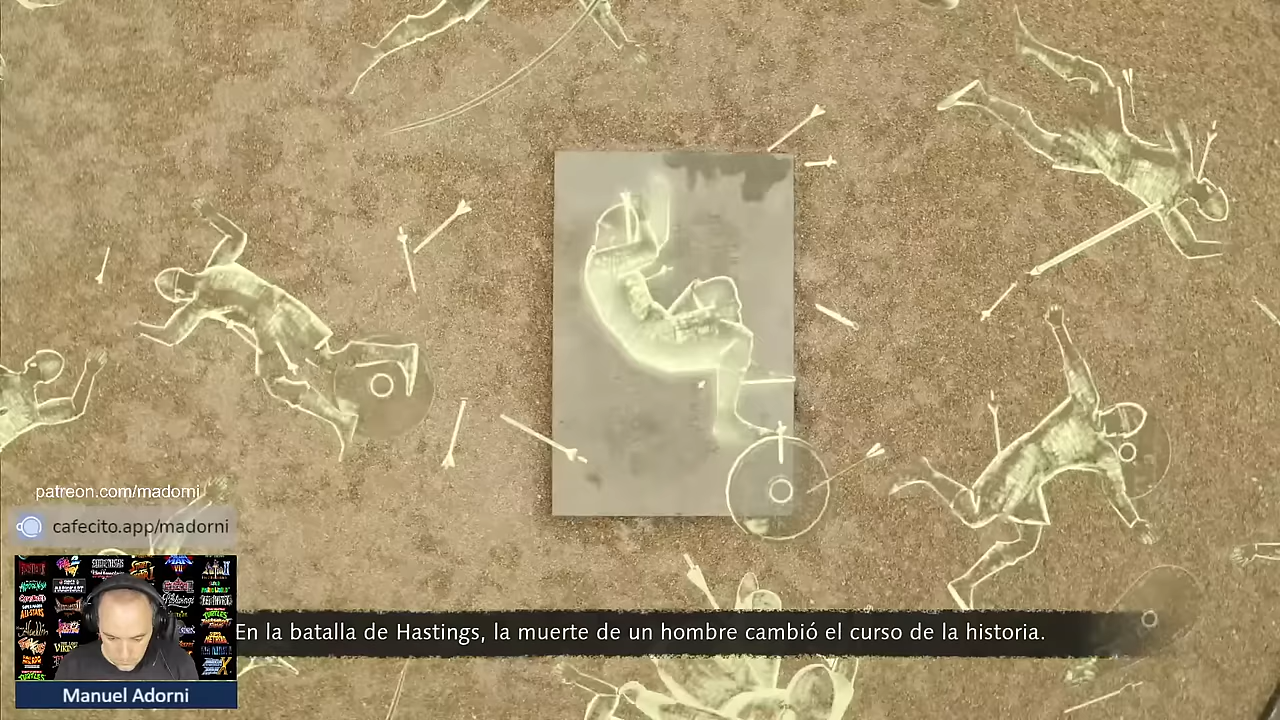 patreon.com/madorni
cafecito.app/madorni
En la batalla de Hastings, la muerte de un hombre cambió el curso de la historia.
Manuel Adorni